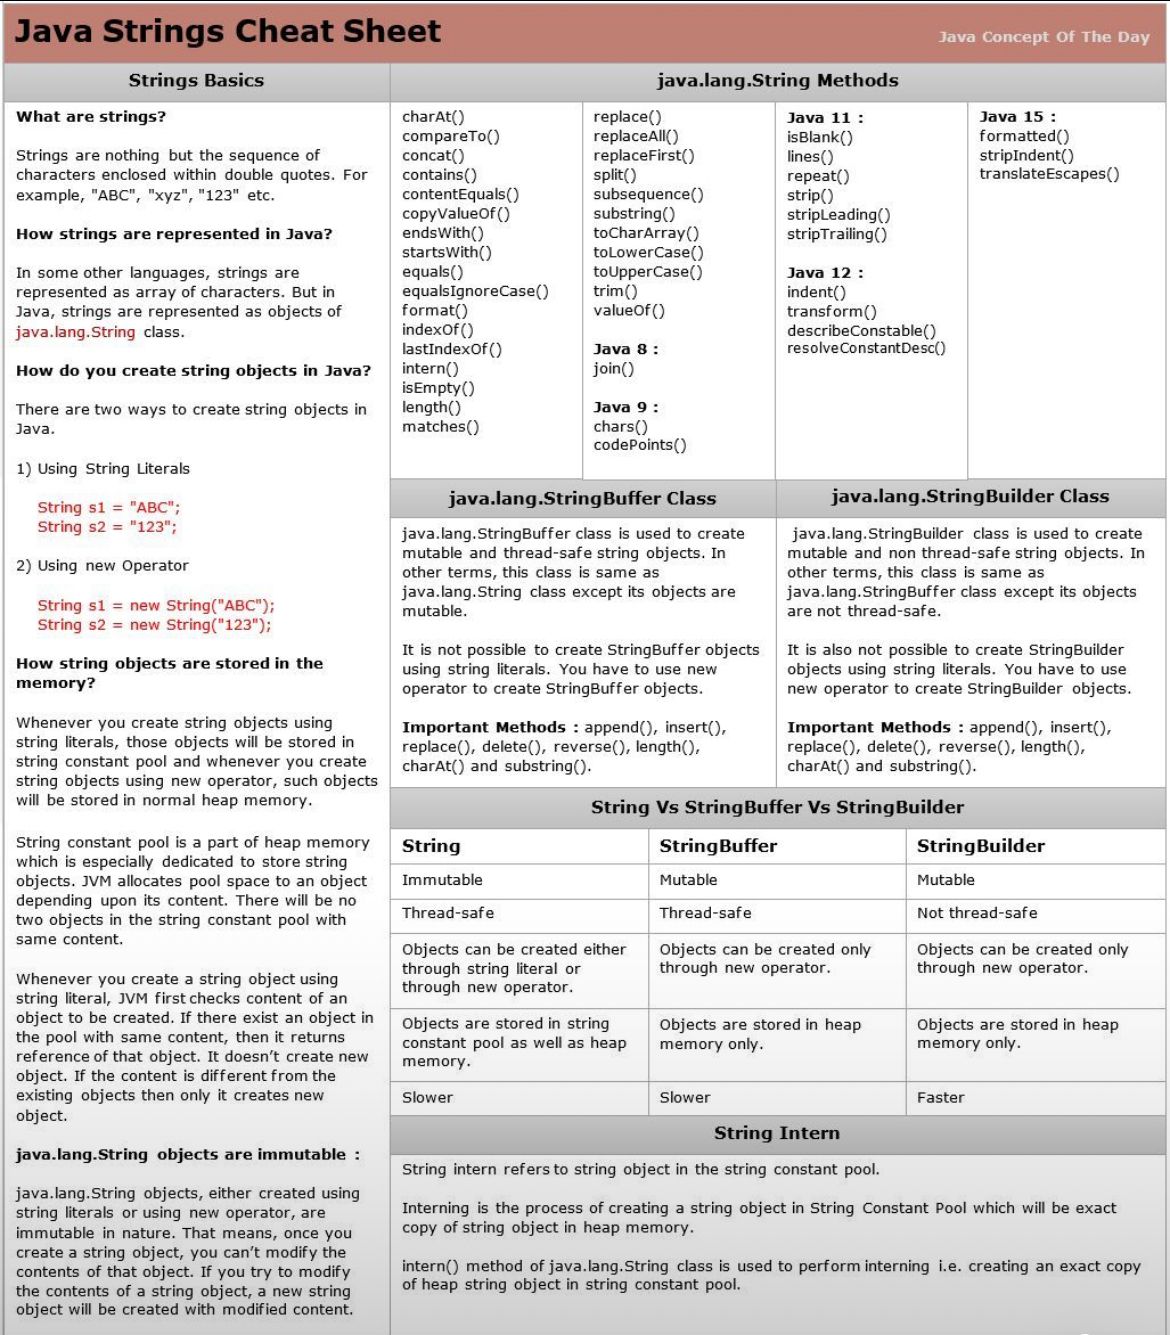 Java Strings Cheat Sheet
Java Concept Of The Day
Strings Basics
What are strings?
Strings are nothing but the sequence of
characters enclosed within double quotes. For
example, "ABC", "xyz", "123" etc.
How strings are represented in Java?
In some other languages, strings are
represented as array of characters. But in
Java, strings are represented as objects of
java.lang.String class.
How do you create string objects in Java?
There are two ways to create string objects in
Java.
1) Using String Literals
String s1 = "ABC";
String s2 = "123";
2) Using new Operator
String s1 = new String("ABC");
String s2 = new String("123");
How string objects are stored in the
memory?
Whenever you create string objects using
string literals, those objects will be stored in
string constant pool and whenever you create
string objects using new operator, such objects
will be stored in normal heap memory.
String constant pool is a part of heap memory
which is especially dedicated to store string
objects. JVM allocates pool space to an object
depending upon its content. There will be no
two objects in the string constant pool with
same content.
Whenever you create a string object using
string literal, JVM first checks content of an
object to be created. If there exist an object in
the pool with same content, then it returns
reference of that object. It doesn't create new
object. If the content is different from the
existing objects then only it creates new
object.
java.lang.String objects are immutable :
java.lang.String objects, either created using
string literals or using new operator, are
immutable in nature. That means, once you
create a string object, you can't modify the
contents of that object. If you try to modify
the contents of a string object, a new string
object will be created with modified content.
java.lang.String Methods
charAt()
compareTo()
concat()
contains()
contentEquals()
copyValueOf()
endsWith()
startsWith()
equals()
equalsIgnoreCase()
format()
indexOf()
lastIndexOf()
intern()
isEmpty()
length()
matches()
replace()
replaceAll()
replaceFirst()
split()
subsequence()
substring()
toCharArray()
toLowerCase()
toUpperCase()
trim()
valueOf()
Java 8 :
join()
Java 9 :
chars()
codePoints()
Java 11 :
isBlank()
lines()
repeat()
strip()
stripLeading()
stripTrailing()
Java 12 :
indent()
transform()
describeConstable()
resolveConstantDesc()
Java 15 :
formatted()
stripIndent()
translateEscapes()
java.lang.StringBuffer Class
java.lang.StringBuffer class is used to create
mutable and thread-safe string objects. In
other terms, this class is same as
java.lang.String class except its objects are
mutable.
It is not possible to create StringBuffer objects
using string literals. You have to use new
operator to create StringBuffer objects.
Important Methods : append(), insert(),
replace(), delete(), reverse(), length(),
charAt() and substring().
java.lang.StringBuilder Class
java.lang.StringBuilder class is used to create
mutable and non thread-safe string objects. In
other terms, this class is same as
java.lang.StringBuffer class except its objects
are not thread-safe.
It is also not possible to create StringBuilder
objects using string literals. You have to use
new operator to create StringBuilder objects.
Important Methods : append(), insert(),
replace(), delete(), reverse(), length(),
charAt() and substring().
String Vs StringBuffer Vs StringBuilder
String
StringBuffer
StringBuilder
Immutable
Mutable
Mutable
Thread-safe
Thread-safe
Not thread-safe
Objects can be created either
through string literal or
through new operator.
Objects can be created only
through new operator.
Objects can be created only
through new operator.
Objects are stored in string
constant pool as well as heap
memory.
Objects are stored in heap
memory only.
Objects are stored in heap
memory only.
Slower
Slower
Faster
String Intern
String intern refers to string object in the string constant pool.
Interning is the process of creating a string object in String Constant Pool which will be exact
copy of string object in heap memory.
intern() method of java.lang.String class is used to perform interning i.e. creating an exact copy
of heap string object in string constant pool.